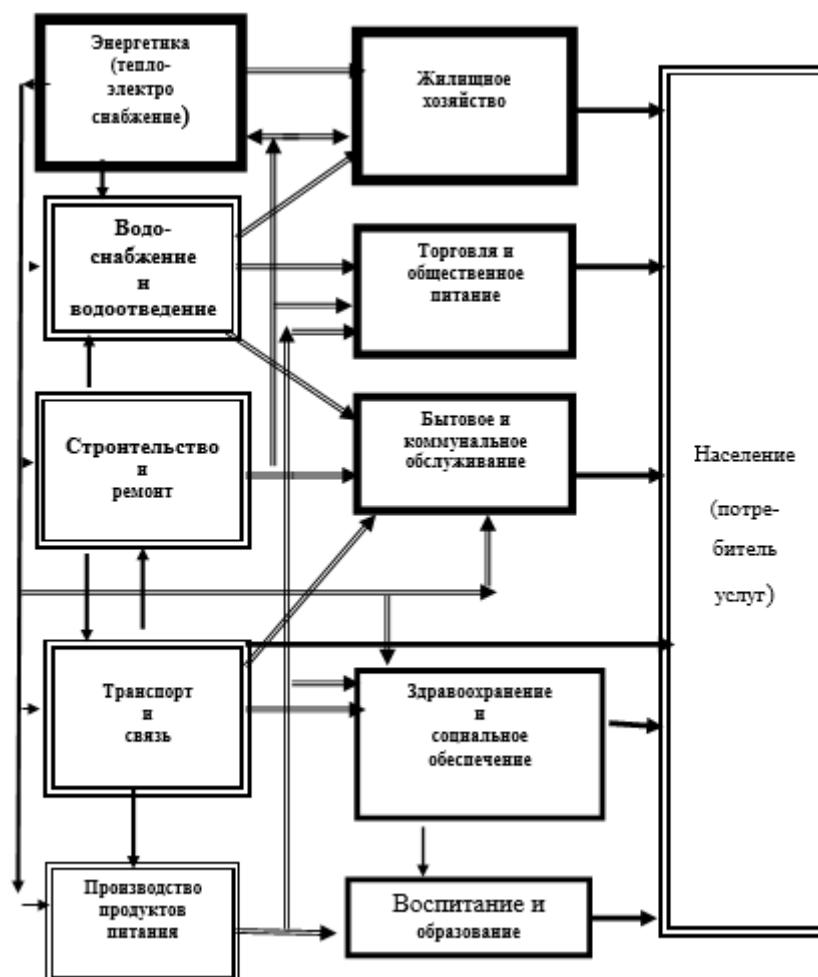 Энергетика
(тепло-
электро
снабжение)
Жилищное
хозяйство
Водо-
снабжение
и
водоотведение
Торговля и
общественное
питание
Строительство
и
ремонт
Бытовое и
коммунальное
обслуживание
Население
(потре-
битель
услуг)
Транспорт
и
связь
Здравоохранение
и
социальное
обеспечение
Производство
продуктов
питания
Воспитание и
образование